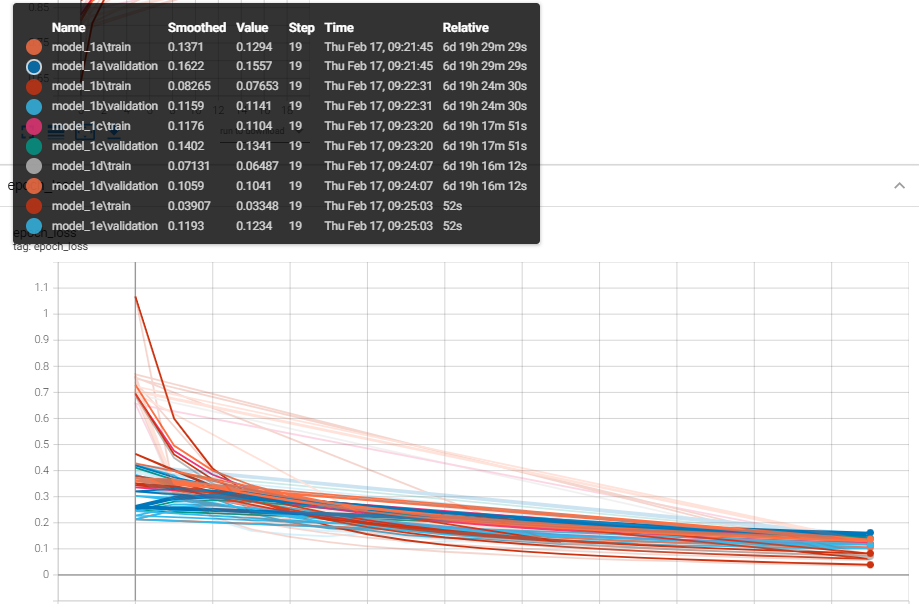 0.85
Name Smoothed Value Step Time Relative
model_1a\train 0.1371 0.1294 19 Thu Feb 17, 09:21:45 6d 19h 29m 29s
model_1a\validation 0.1622 0.1557 19 Thu Feb 17, 09:21:45 6d 19h 29m 29s
model_1b\train 0.08265 0.07653 19 Thu Feb 17, 09:22:31 6d 19h 24m 30s
model_1b\validation 0.1159 0.1141 19 Thu Feb 17, 09:22:31 6d 19h 24m 30s
model_1c\train 0.1176 0.1104 19 Thu Feb 17, 09:23:20 6d 19h 17m 51s
model_1c\validation 0.1402 0.1341 19 Thu Feb 17, 09:23:20 6d 19h 17m 51s
model_1d\train 0.07131 0.06487 19 Thu Feb 17, 09:24:07 6d 19h 16m 12s
model_1d\validation 0.1059 0.1041 19 Thu Feb 17, 09:24:07 6d 19h 16m 12s
model_1e\train 0.03907 0.03348 19 Thu Feb 17, 09:25:03 52s
model_1e\validation 0.1193 0.1234 19 Thu Feb 17, 09:25:03 52s
epoch_loss
tag: epoch_loss
1.1
1
0.9
0.8
0.7
0.6
0.5
0.4
0.3
0.2
0.1
0